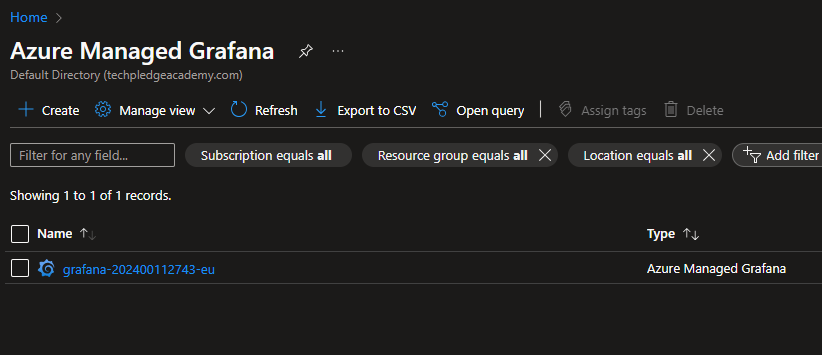 Home
Azure Managed Grafana
Default Directory (techpledgeacademy.com)
Create Manage view Refresh Export to CSV Open query Assign tags Delete
Filter for any field... Subscription equals all Resource group equals all Location equals all Add filter
Showing 1 to 1 of 1 records.
Name Type
grafana-202400112743-eu Azure Managed Grafana